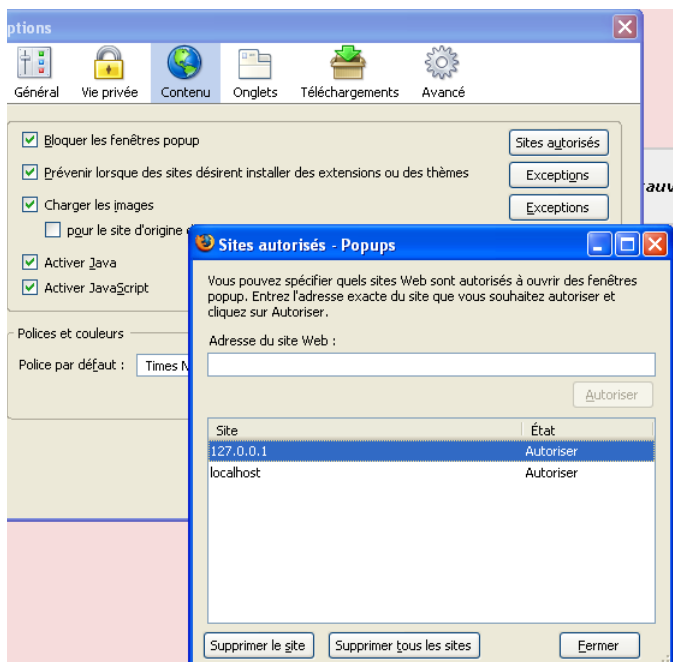 ptions
Général Vie privée Contenu Onglets Téléchargements Avancé
Bloquer les fenêtres popup Sites autorisés
Prévenir lorsque des sites désirent installer des extensions ou des thèmes Exceptions
Charger les images Exceptions
pour le site d'origine
Activer Java
Activer JavaScript
Polices et couleurs
Police par défaut : Times N
Sites autorisés - Popups
Vous pouvez spécifier quels sites Web sont autorisés à ouvrir des fenêtres
popup. Entrez l'adresse exacte du site que vous souhaitez autoriser et
cliquez sur Autoriser.
Adresse du site Web :
Autoriser
Site État
127.0.0.1 Autoriser
localhost Autoriser
Supprimer le site Supprimer tous les sites Fermer
auv